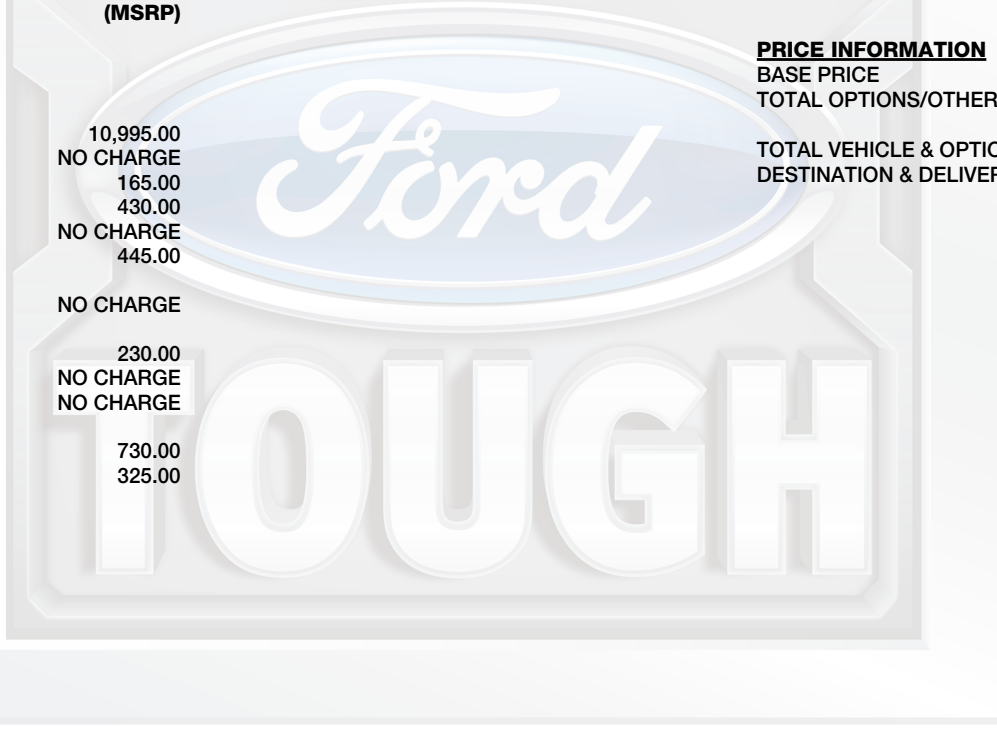 (MSRP)
10,995.00
NO CHARGE
165.00
430.00
NO CHARGE
445.00
NO CHARGE
230.00
NO CHARGE
NO CHARGE
730.00
325.00
PRICE INFORMATION
BASE PRICE
TOTAL OPTIONS/OTHER
TOTAL VEHICLE & OPTIO
DESTINATION & DELIVER
Ford
TOUGH